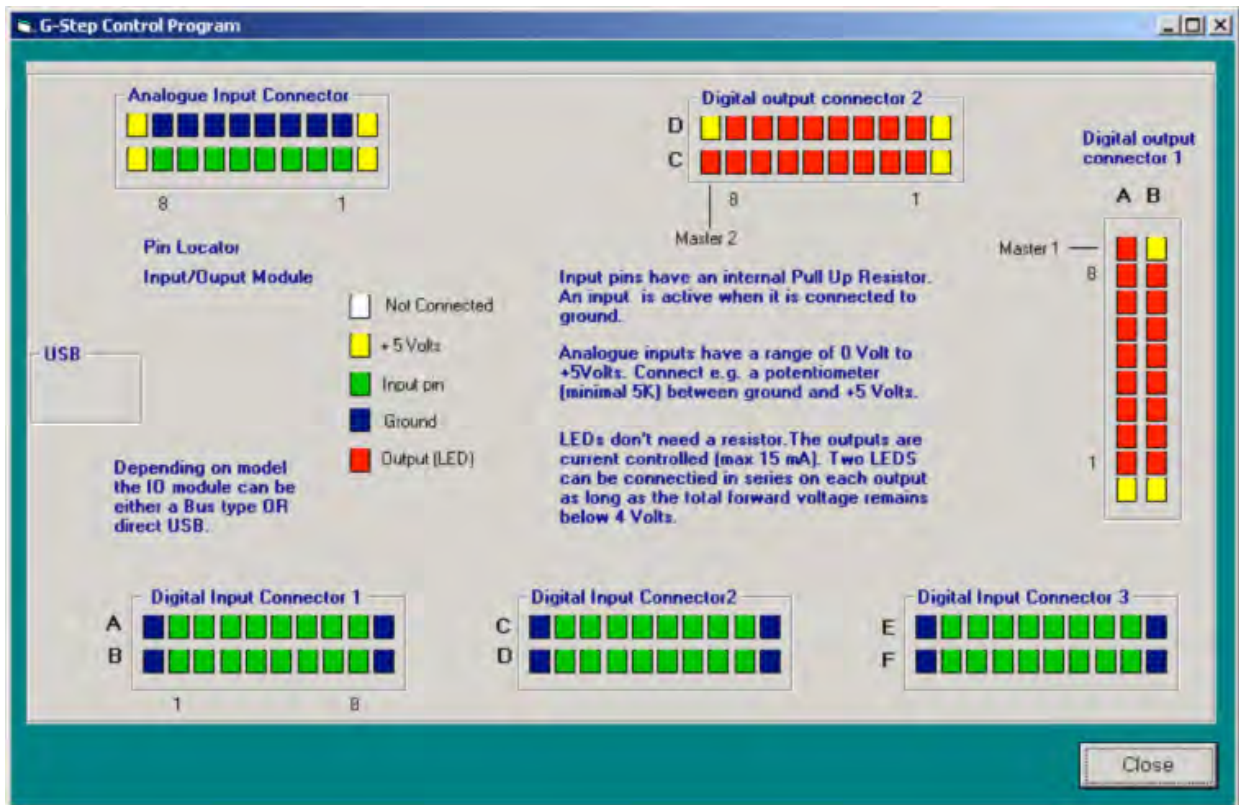 G-Step Control Program
Analogue Input Connector
8 1
Digital output connector 2
D
C
8 1
Master 2
Digital output
connector 1
A B
Master 1
8
1
Pin Locator
Input/Ouput Module
Not Connected
+ 5 Volts
Input pin
Ground
Output (LED)
USB
Depending on model
the IO module can be
either a Bus type OR
direct USB.
Input pins have an internal Pull Up Resistor.
An input is active when it is connected to
ground.
Analogue inputs have a range of 0 Volt to
+5Volts. Connect e.g. a potentiometer
(minimal 5K) between ground and +5 Volts.
LEDs don't need a resistor.The outputs are
current controlled (max 15 mA). Two LEDS
can be connectied in series on each output
as long as the total forward voltage remains
below 4 Volts.
Digital Input Connector 1
A
B
1 8
Digital Input Connector2
C
D
Digital Input Connector 3
E
F
Close